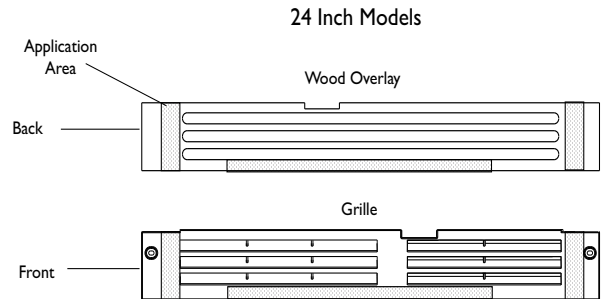 24 Inch Models
Application
Area
Wood Overlay
Back
Grille
Front